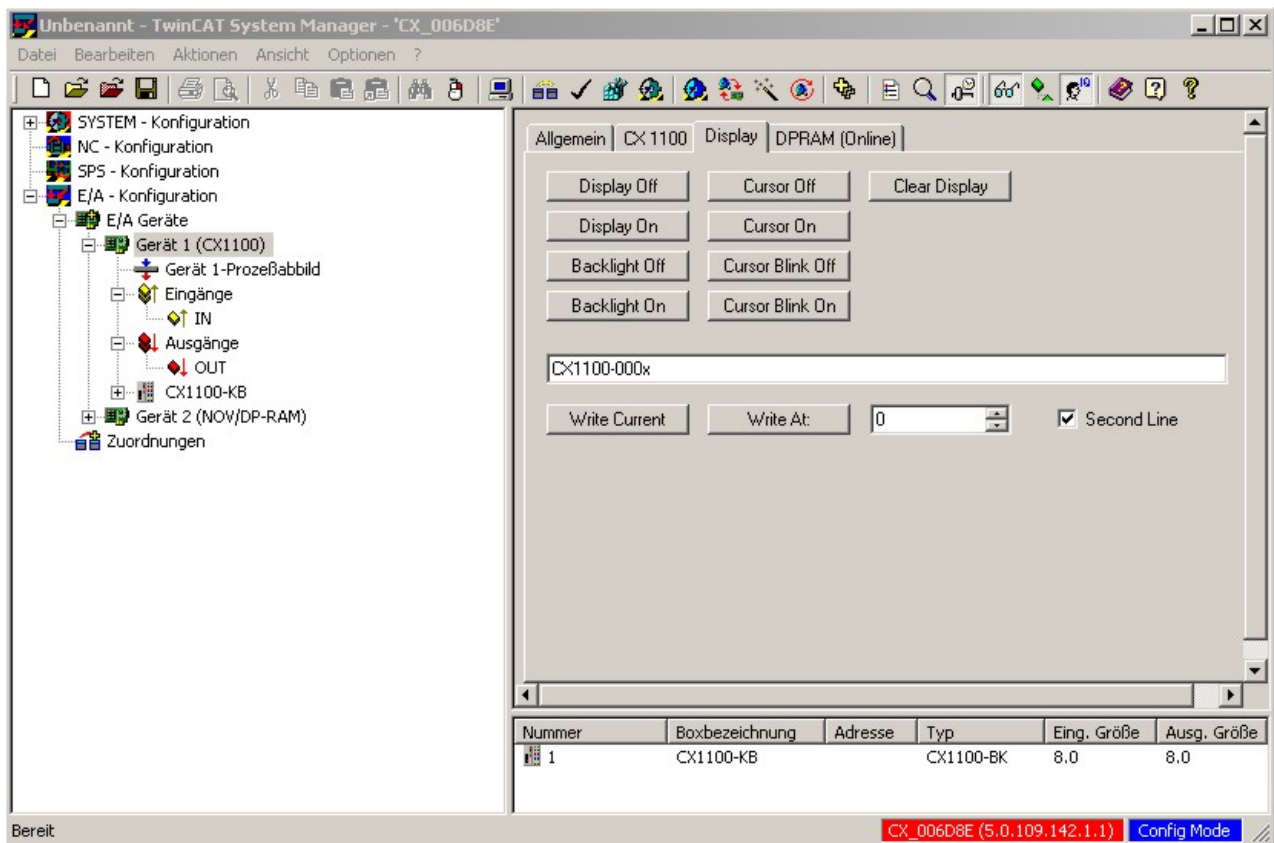 Unbenannt - TwinCAT System Manager - 'CX_006D8E'
Datei Bearbeiten Aktionen Ansicht Optionen ?
SYSTEM - Konfiguration
NC - Konfiguration
SPS - Konfiguration
E/A - Konfiguration
E/A Geräte
Gerät 1 (CX1100)
Gerät 1-Prozeßabbild
Eingänge
IN
Ausgänge
OUT
CX1100-KB
Gerät 2 (NOV/DP-RAM)
Zuordnungen
Allgemein CX 1100 Display DPRAM (Online)
Display Off Cursor Off Clear Display
Display On Cursor On
Backlight Off Cursor Blink Off
Backlight On Cursor Blink On
CX1100-000x
Write Current Write At: 0 Second Line
Nummer Boxbezeichnung Adresse Typ Eing. Größe Ausg. Größe
1 CX1100-KB CX1100-BK 8.0 8.0
Bereit CX_006D8E (5.0.109.142.1.1) Config Mode